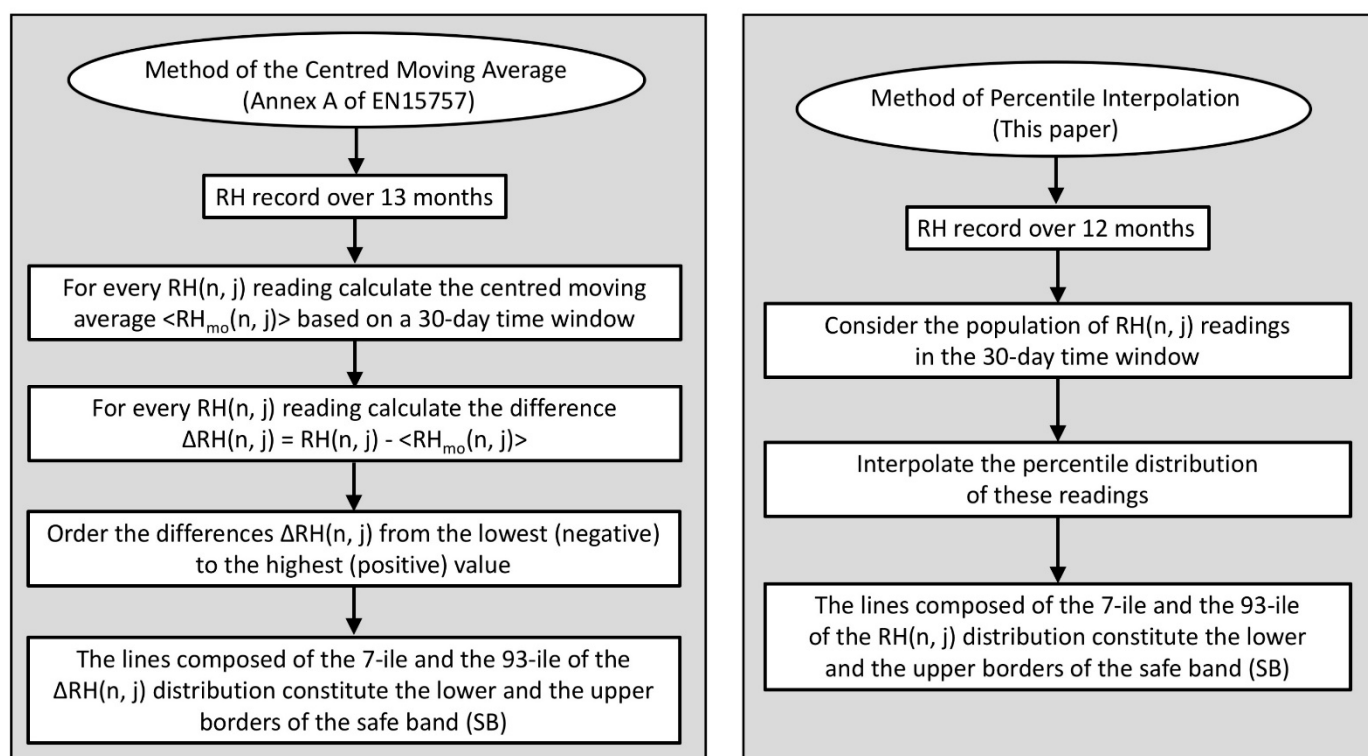 Method of the Centred Moving Average
(Annex A of EN15757)
RH record over 13 months
For every RH(n, j) reading calculate the centred moving
average <RHmo(n, j)> based on a 30-day time window
For every RH(n, j) reading calculate the difference
ΔRH(n, j) = RH(n, j) - <RHmo(n, j)>
Order the differences ΔRH(n, j) from the lowest (negative)
to the highest (positive) value
The lines composed of the 7-ile and the 93-ile of the
ΔRH(n, j) distribution constitute the lower and the upper
borders of the safe band (SB)
Method of Percentile Interpolation
(This paper)
RH record over 12 months
Consider the population of RH(n, j) readings
in the 30-day time window
Interpolate the percentile distribution
of these readings
The lines composed of the 7-ile and the 93-ile
of the RH(n, j) distribution constitute the lower
and the upper borders of the safe band (SB)